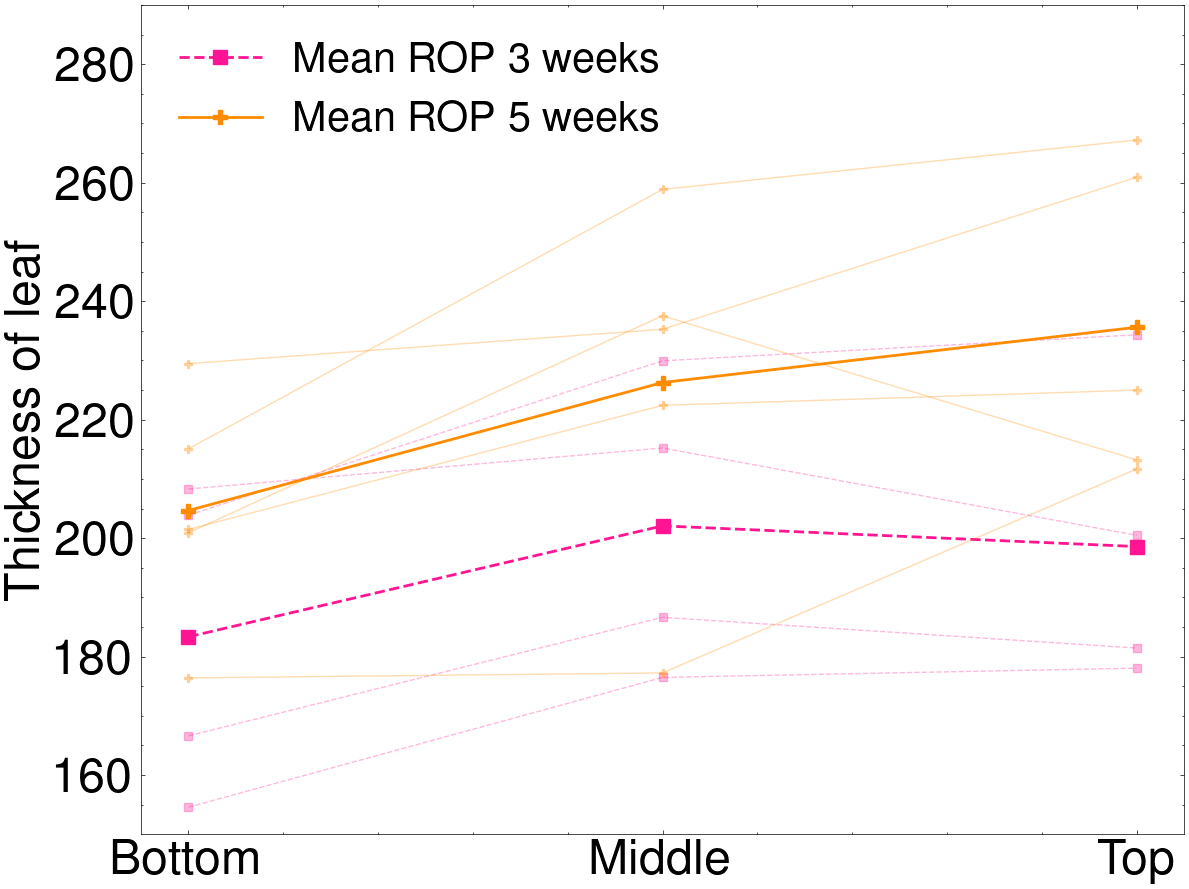 Mean ROP 3 weeks
Mean ROP 5 weeks
Thickness of leaf
280
260
240
220
200
180
160
Bottom Middle Top